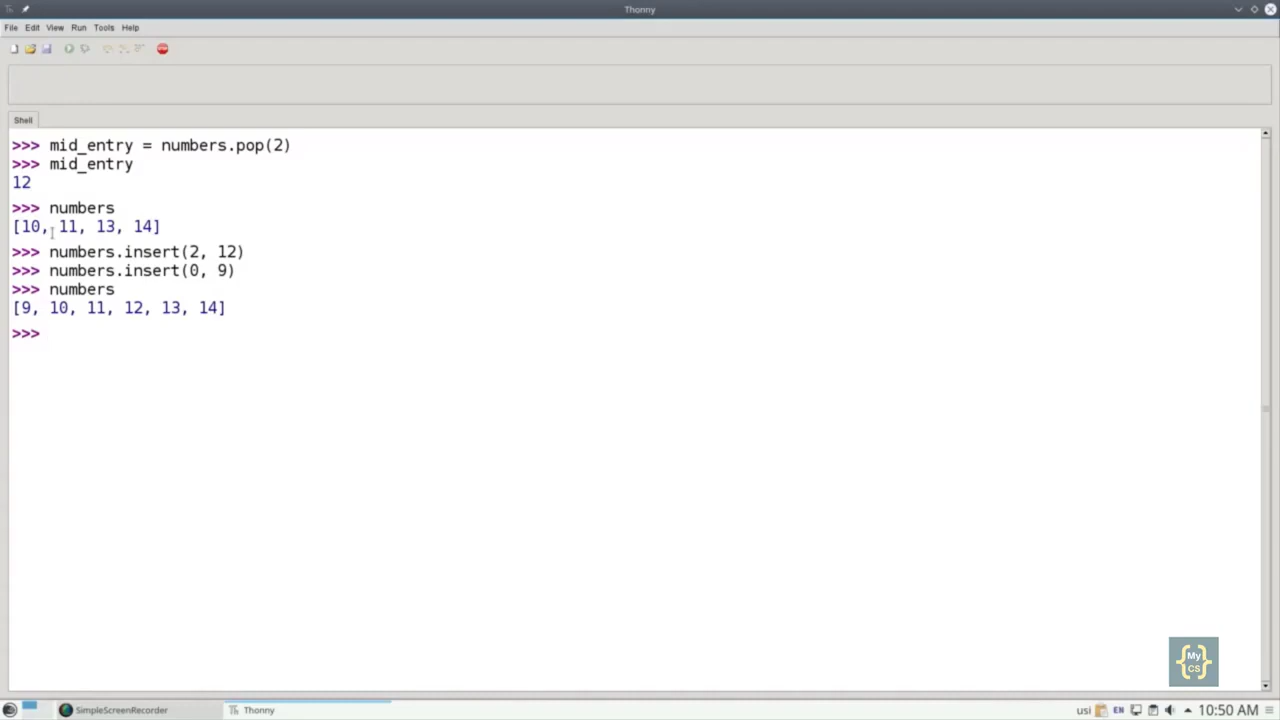 Thonny
File Edit View Run Tools Help
Shell
>>> mid_entry = numbers.pop(2)
>>> mid_entry
12
>>> numbers
[10, 11, 13, 14]
>>> numbers.insert(2, 12)
>>> numbers.insert(0, 9)
>>> numbers
[9, 10, 11, 12, 13, 14]
>>>
{My CS}
SimpleScreenRecorder Thonny usi EN 10:50 AM